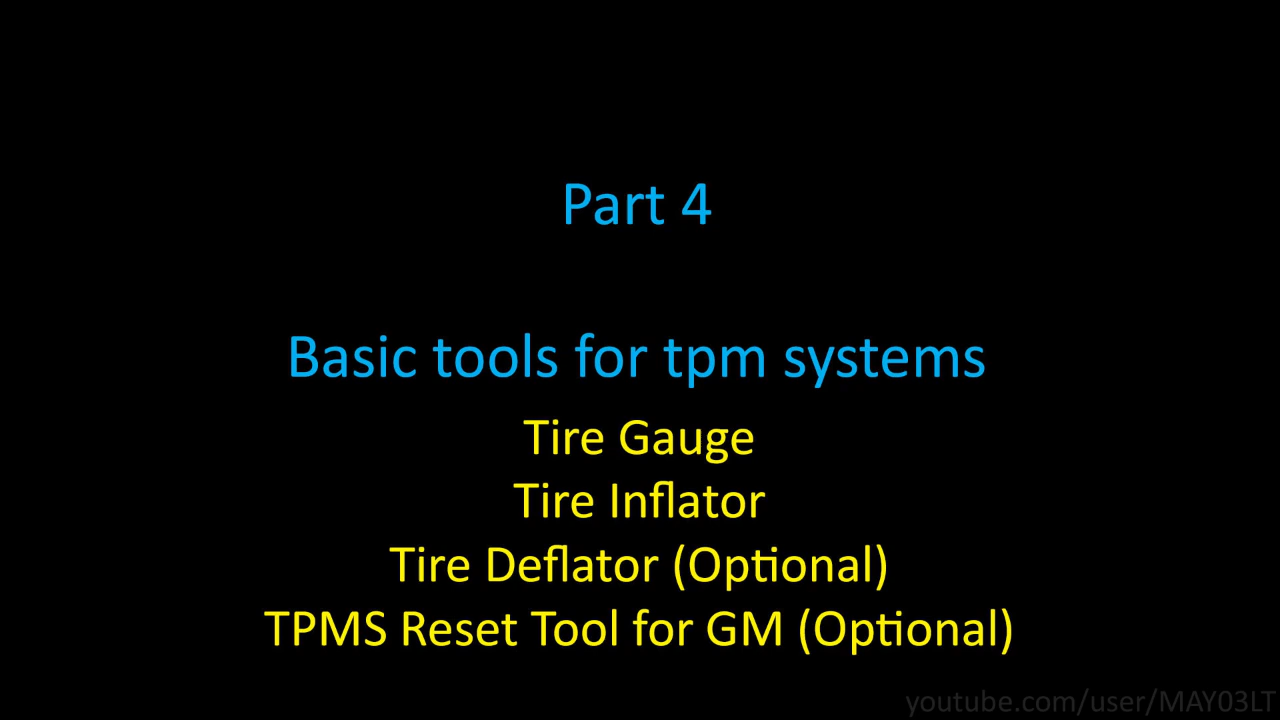 Part 4
Basic tools for tpm systems
Tire Gauge
Tire Inflator
Tire Deflator (Optional)
TPMS Reset Tool for GM (Optional)
youtube.com/user/MAY03LT